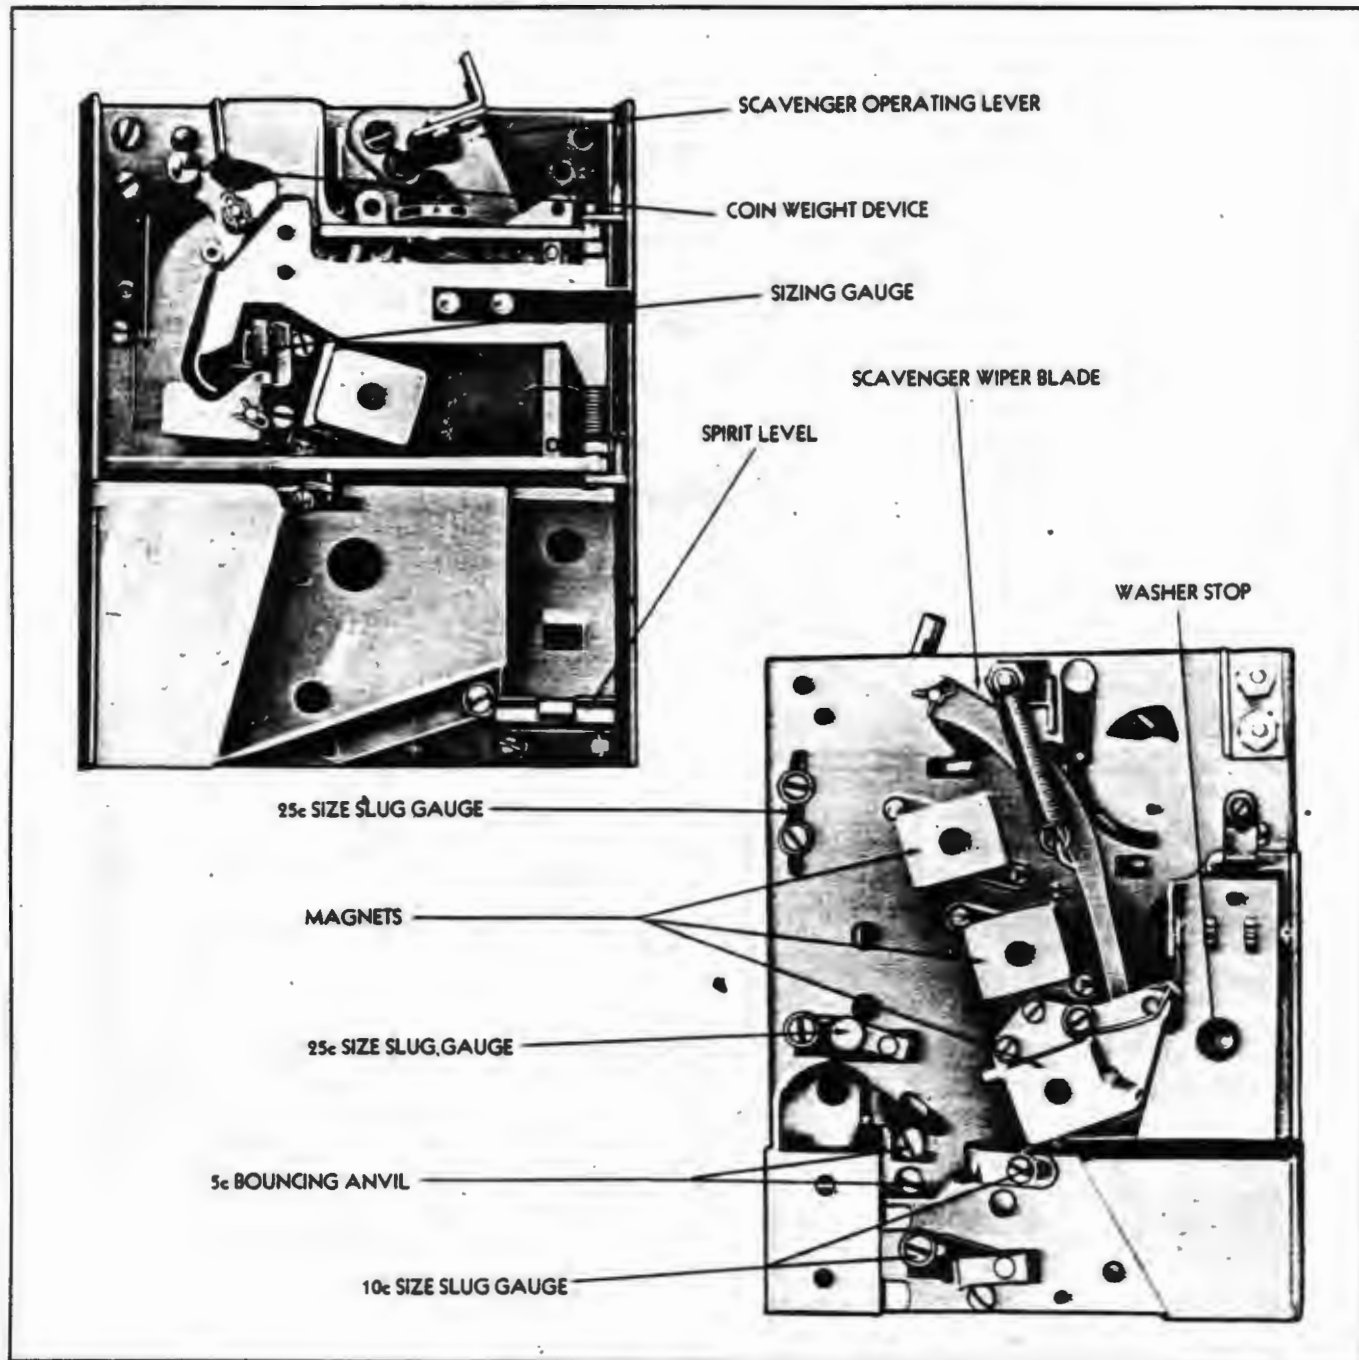 SCAVENGER OPERATING LEVER
COIN WEIGHT DEVICE
SIZING GAUGE
SCAVENGER WIPER BLADE
SPIRIT LEVEL
WASHER STOP
25c SIZE SLUG GAUGE
MAGNETS
25c SIZE SLUG GAUGE
5c BOUNCING ANVIL
10c SIZE SLUG GAUGE